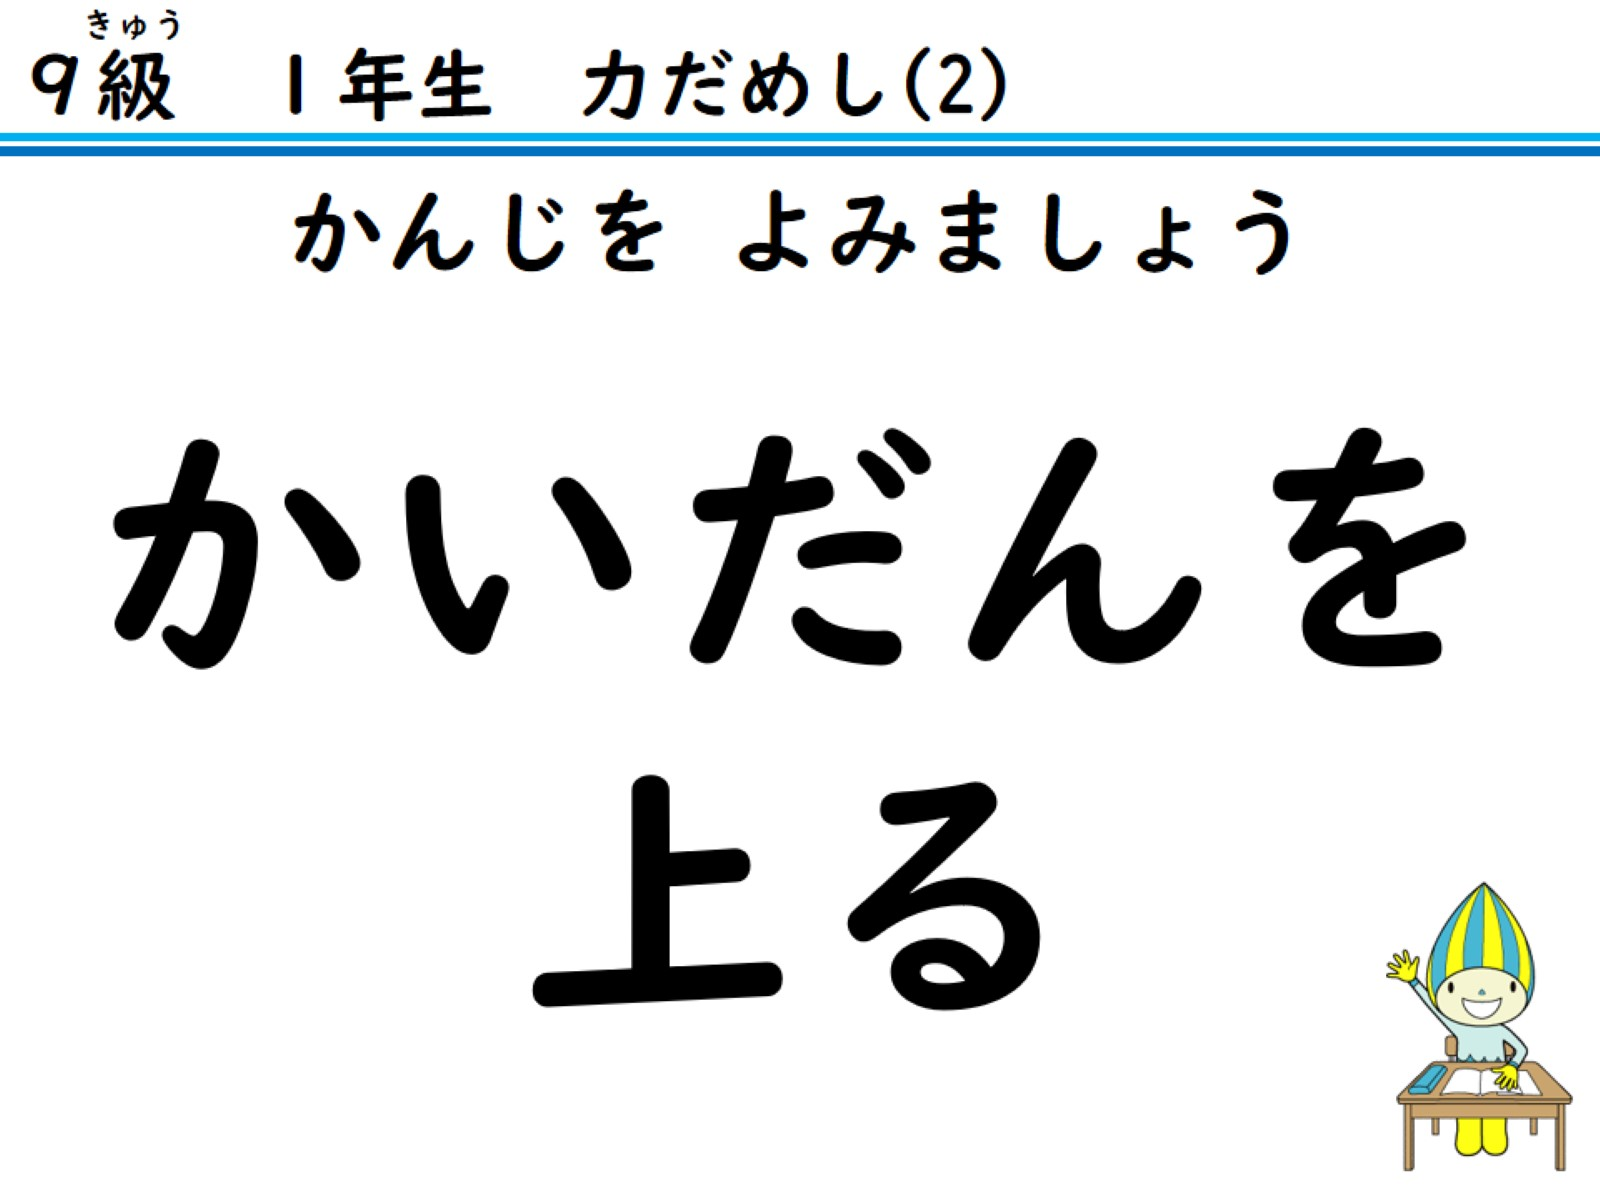 きゅう
9級　1年生　力だめし(2)
かんじを よみましょう
かいだんを
上る